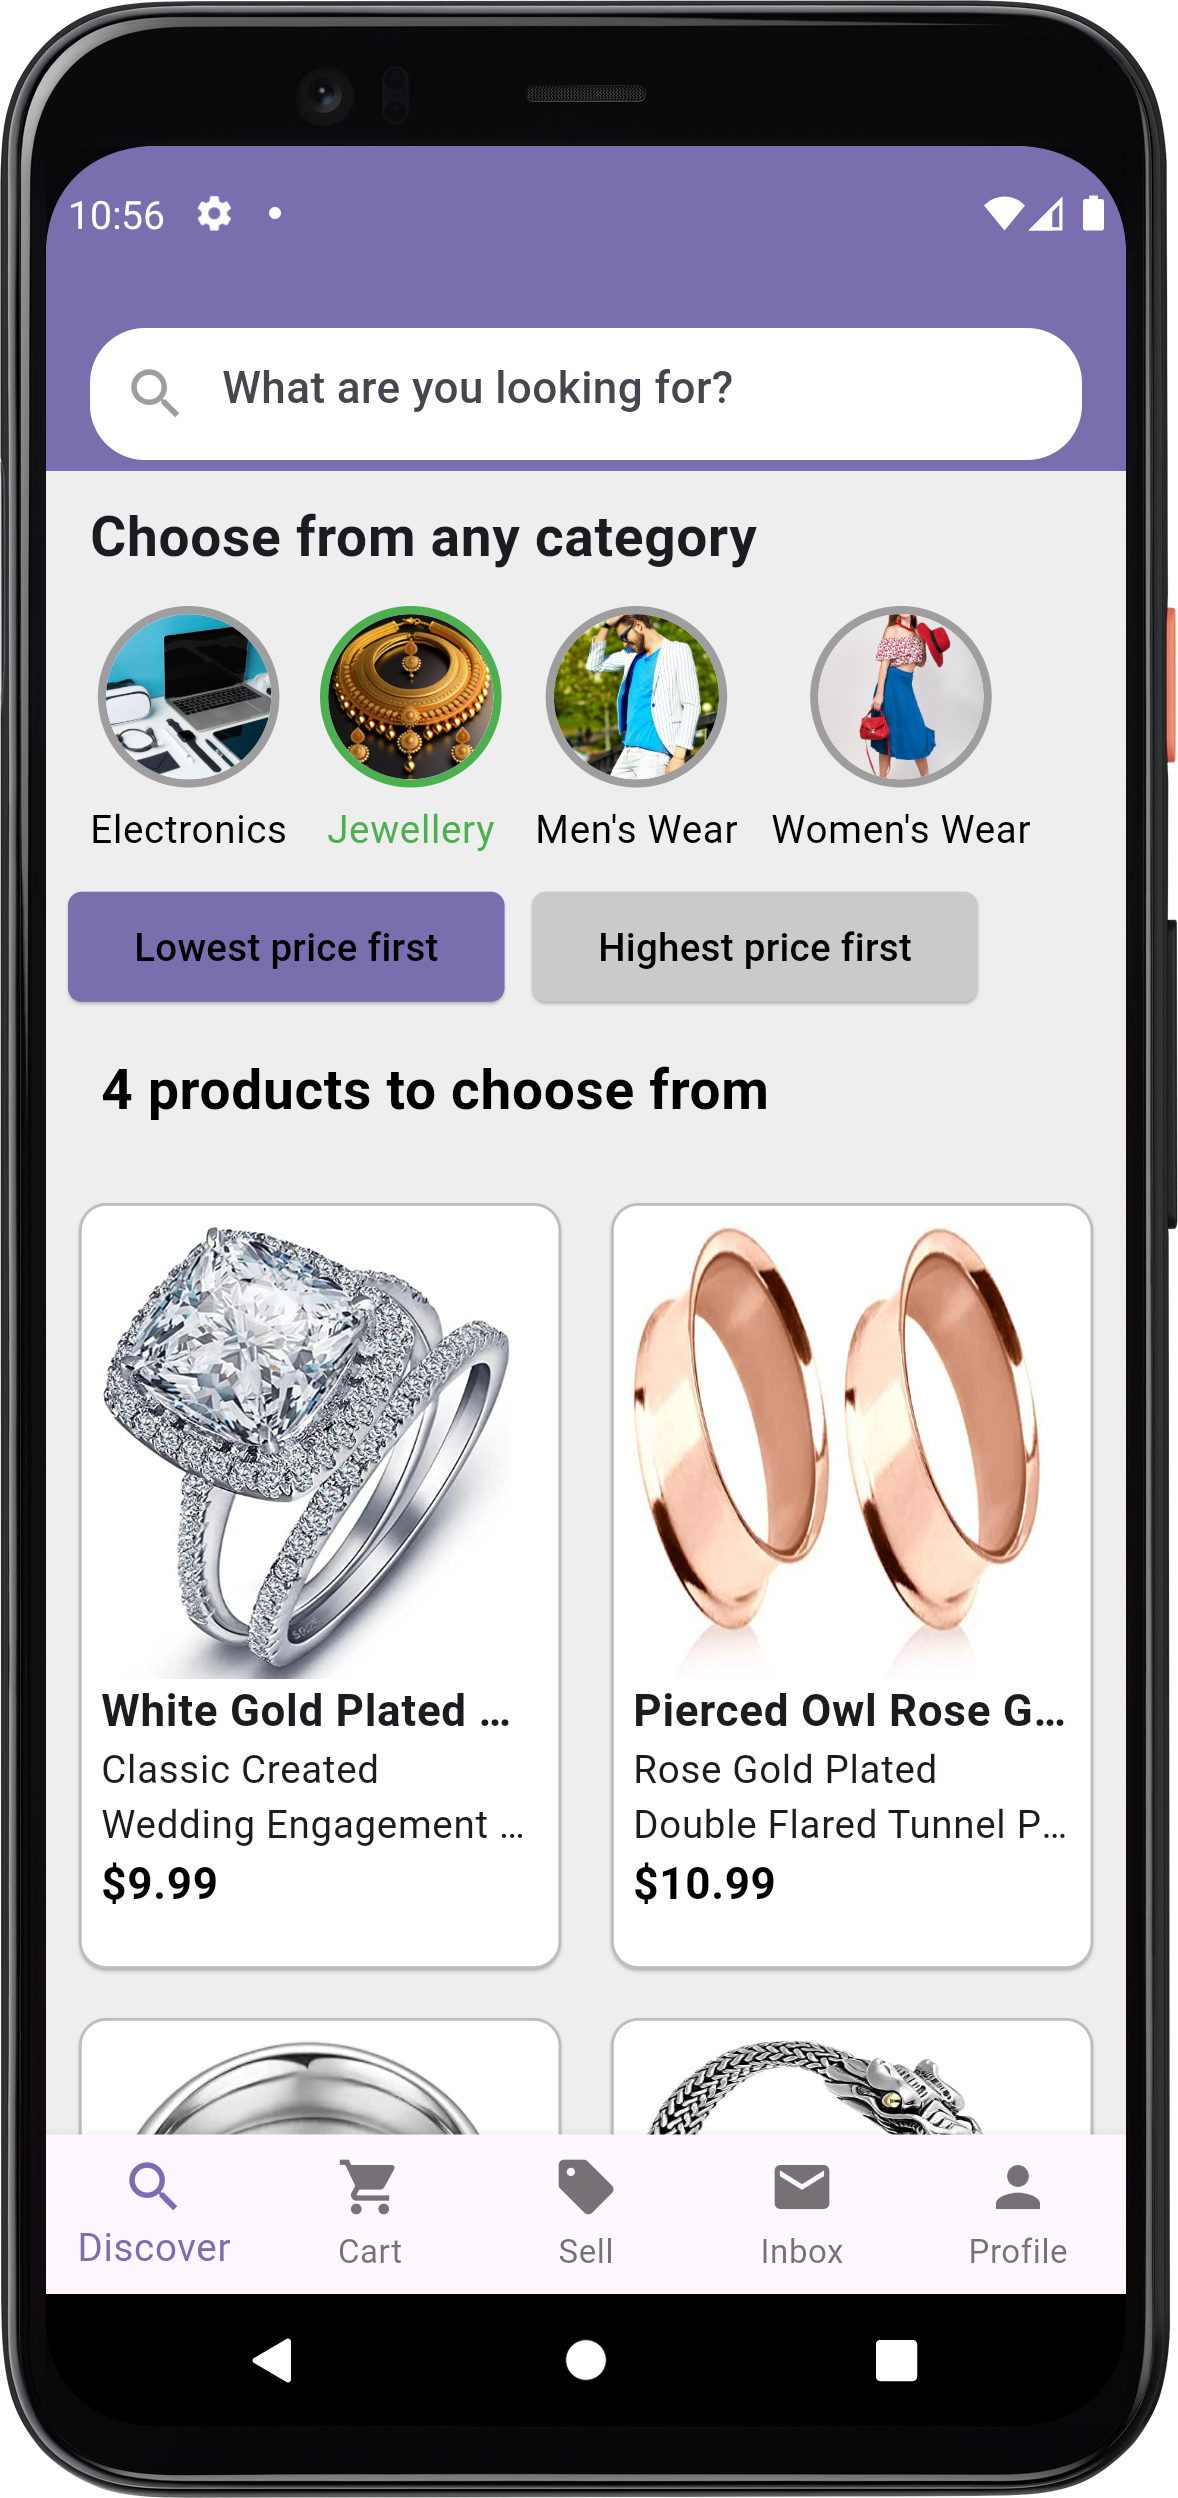 10:56
What are you looking for?
Choose from any category
Electronics
Jewellery
Men's Wear
Women's Wear
Lowest price first
Highest price first
4 products to choose from
White Gold Plated ...
Classic Created
Wedding Engagement ...
$9.99
Pierced Owl Rose G...
Rose Gold Plated
Double Flared Tunnel P...
$10.99
Discover
Cart
Sell
Inbox
Profile